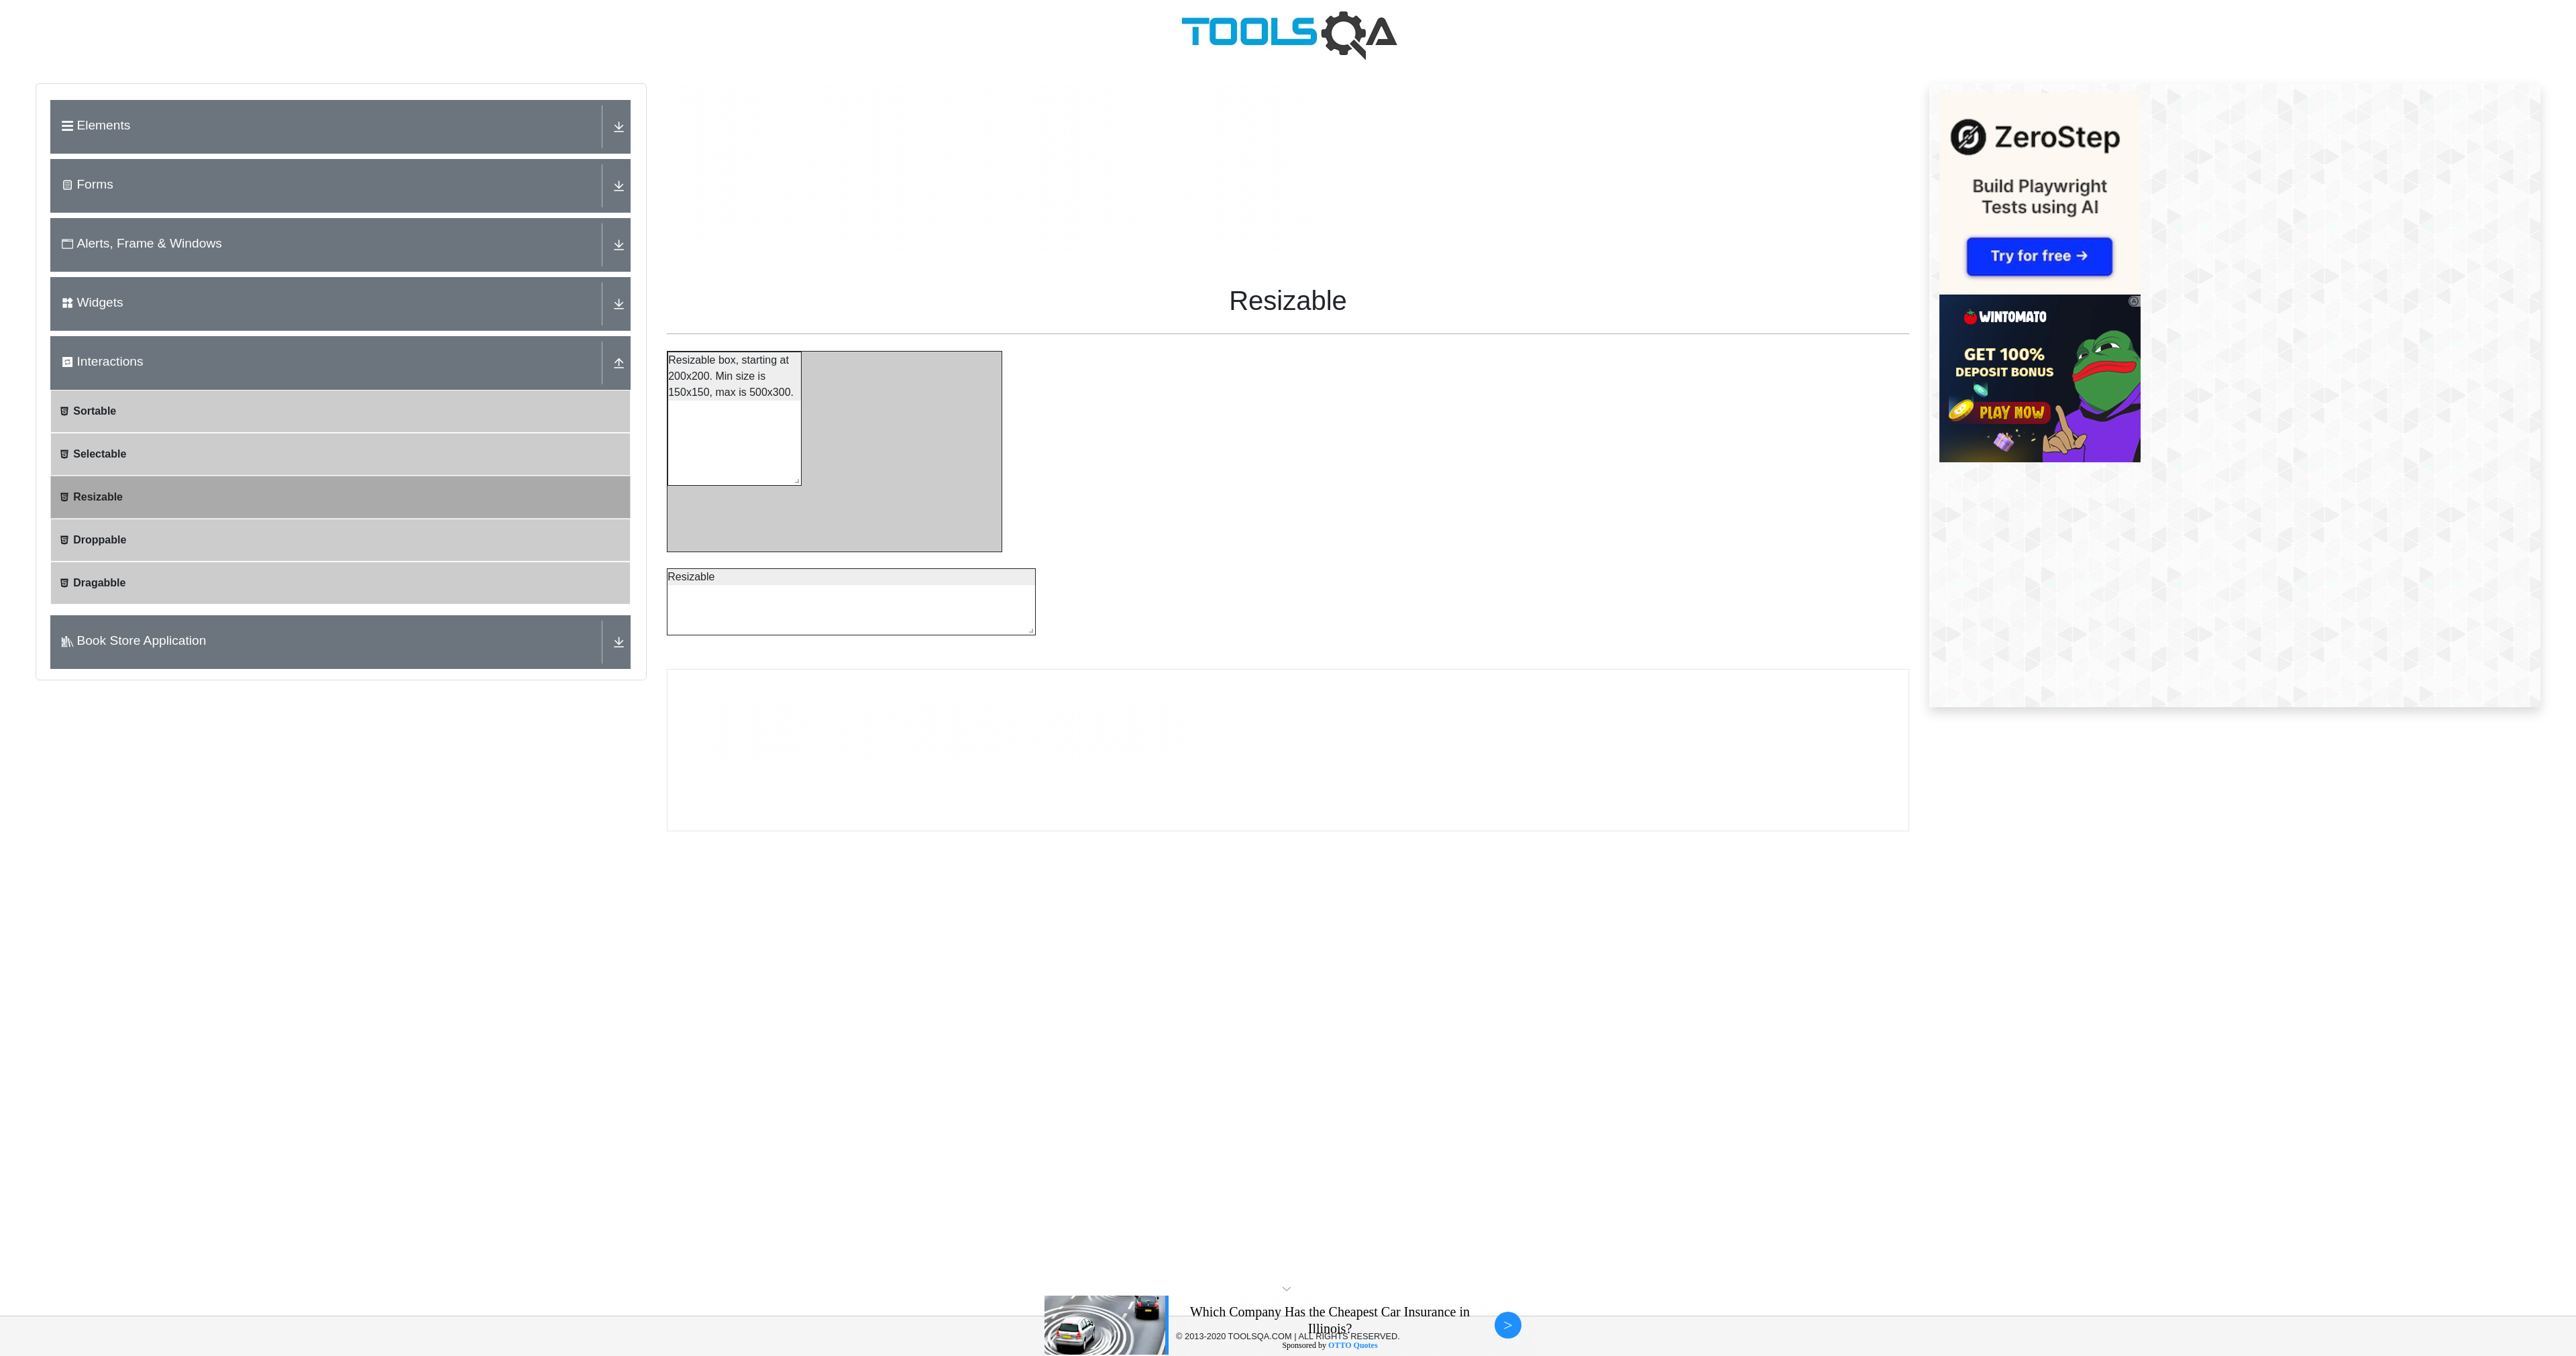 TOOLSQA
Elements
Forms
Alerts, Frame & Windows
Widgets
Interactions
Sortable
Selectable
Resizable
Droppable
Dragabble
Book Store Application
Resizable
Resizable box, starting at
200x200. Min size is
150x150, max is 500x300.
Resizable
ZeroStep
Build Playwright
Tests using AI
Try for free →
WINTOMATO
GET 100%
DEPOSIT BONUS
PLAY NOW
Which Company Has the Cheapest Car Insurance in
Illinois?
© 2013-2020 TOOLSQA.COM | ALL RIGHTS RESERVED.
Sponsored by OTTO Quotes
>